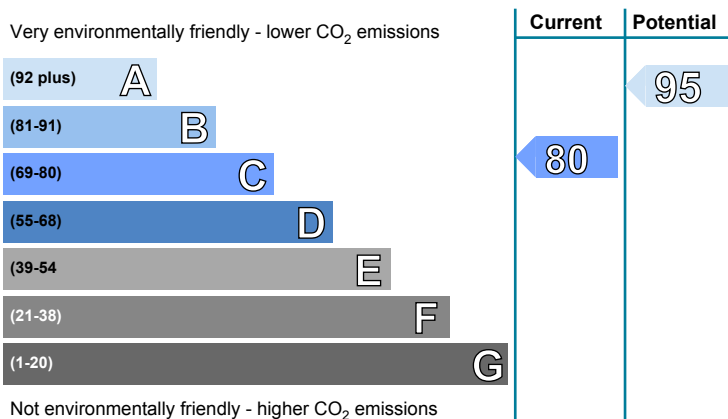 Very environmentally friendly - lower CO₂ emissions
Current
Potential
(92 plus) A
(81-91) B
(69-80) C
(55-68) D
(39-54 E
(21-38) F
(1-20) G
80
95
Not environmentally friendly - higher CO₂ emissions